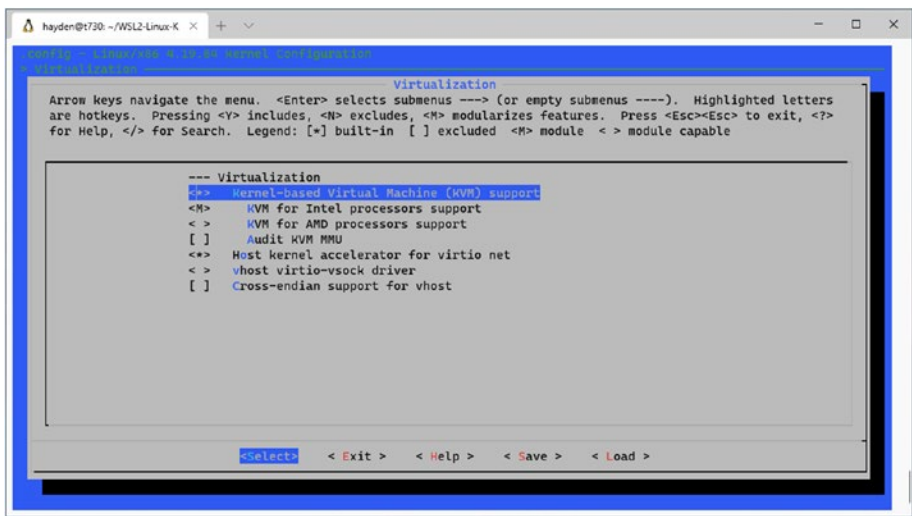 hayden@t730: ~/WSL2-Linux-K
.config - Linux/x86 4.19.84 Kernel Configuration
> Virtualization
Virtualization
Arrow keys navigate the menu. <Enter> selects submenus ---> (or empty submenus ----). Highlighted letters
are hotkeys. Pressing <Y> includes, <N> excludes, <M> modularizes features. Press <Esc><Esc> to exit, <?>
for Help, </> for Search. Legend: [*] built-in [ ] excluded <M> module < > module capable
--- Virtualization
<*> Kernel-based Virtual Machine (KVM) support
<M> KVM for Intel processors support
< > KVM for AMD processors support
[ ] Audit KVM MMU
<*> Host kernel accelerator for virtio net
< > vhost virtio-vsock driver
[ ] Cross-endian support for vhost
<Select> < Exit > < Help > < Save > < Load >